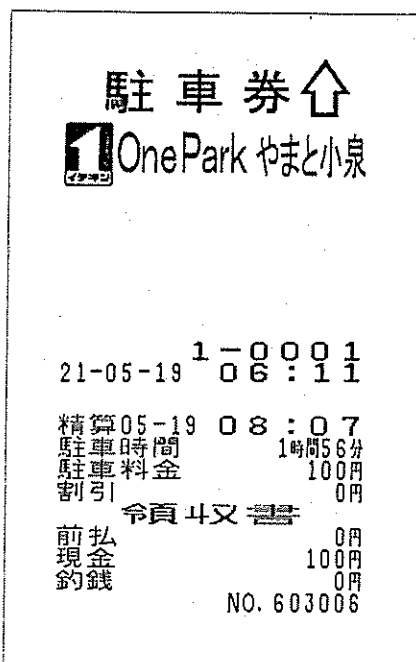 駐車券⇧
1 イチキン OnePark やまと小泉
1-0001
21-05-19 06:11
精算05-19 08:07
駐車時間 1時間56分
駐車料金 100円
割引 0円
領収書
前払 0円
現金 100円
釣銭 0円
NO.603006